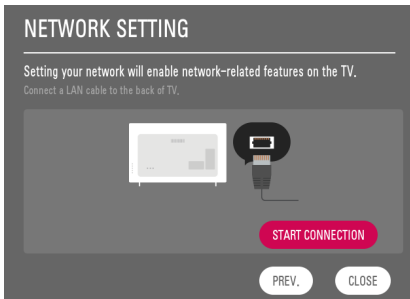 NETWORK SETTING
Setting your network will enable network-related features on the TV.
Connect a LAN cable to the back of TV.
START CONNECTION
PREV.
CLOSE